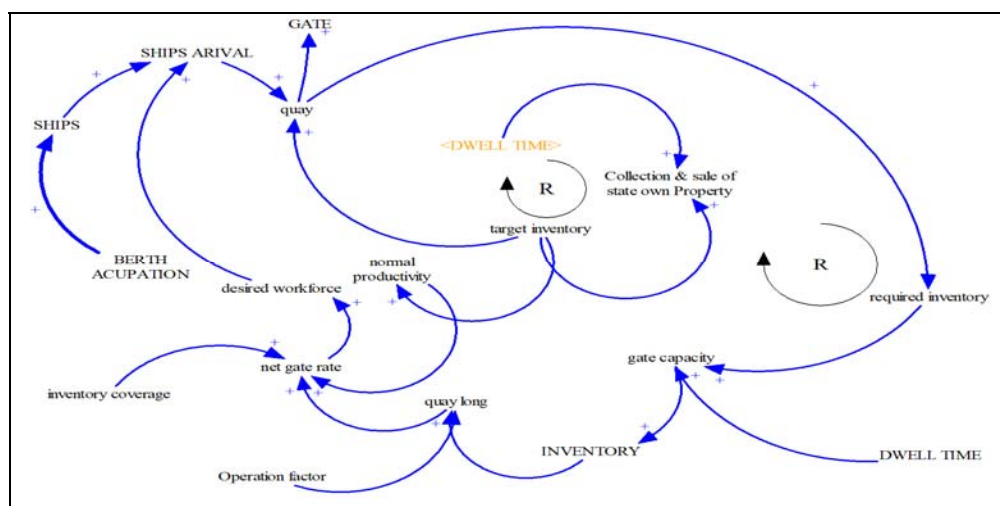 GATE
SHIPS ARIVAL
quay
SHIPS
<DWELL TIME>
Collection & sale of
state own Property
R
target inventory
BERTH
ACUPATION
normal
productivity
desired workforce
R
required inventory
net gate rate
gate capacity
inventory coverage
quay long
INVENTORY
DWELL TIME
Operation factor